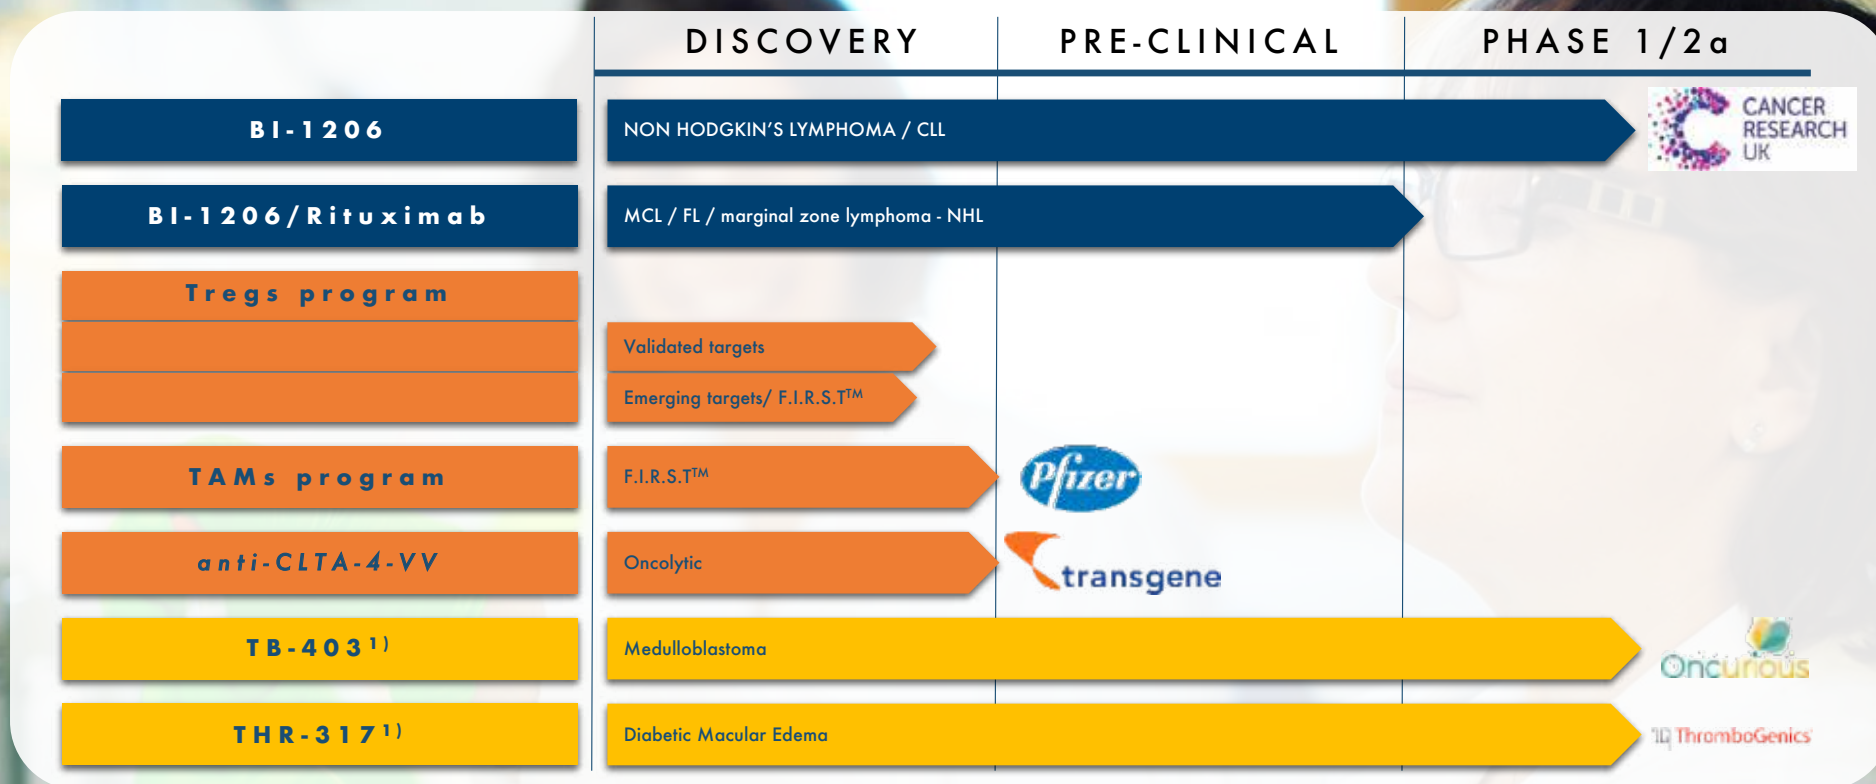 DISCOVERY PRE-CLINICAL PHASE 1/2a
BI-1206 NON HODGKIN'S LYMPHOMA / CLL
CANCER
RESEARCH
UK
BI-1206/Rituximab MCL / FL / marginal zone lymphoma - NHL
Tregs program
Validated targets
Emerging targets/ F.I.R.S.T™
TAMs program F.I.R.S.T™ Pfizer
anti-CLTA-4-VV Oncolytic transgene
TB-403¹⁾ Medulloblastoma Oncurious
THR-317¹⁾ Diabetic Macular Edema ThromboGenics